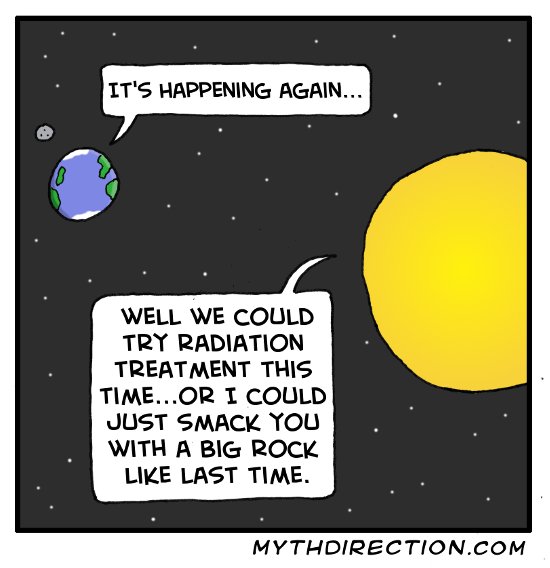 IT'S HAPPENING AGAIN...
WELL WE COULD
TRY RADIATION
TREATMENT THIS
TIME...OR I COULD
JUST SMACK YOU
WITH A BIG ROCK
LIKE LAST TIME.
MYTHDIRECTION.COM